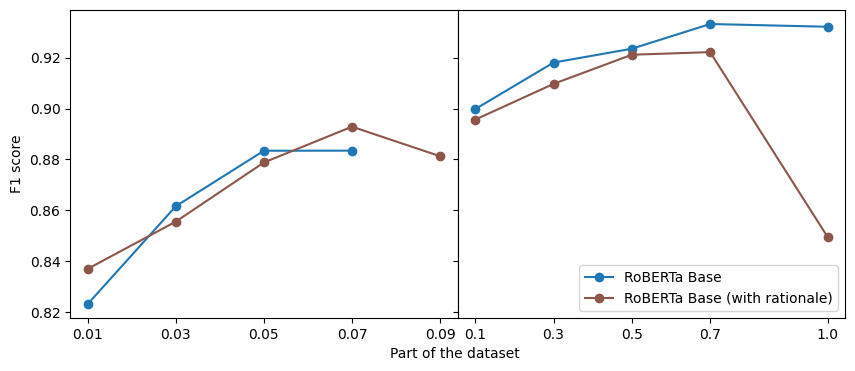 F1 score
0.92
0.90
0.88
0.86
0.84
0.82
0.01 0.03 0.05 0.07 0.09 0.1 0.3 0.5 0.7 1.0
Part of the dataset
RoBERTa Base
RoBERTa Base (with rationale)